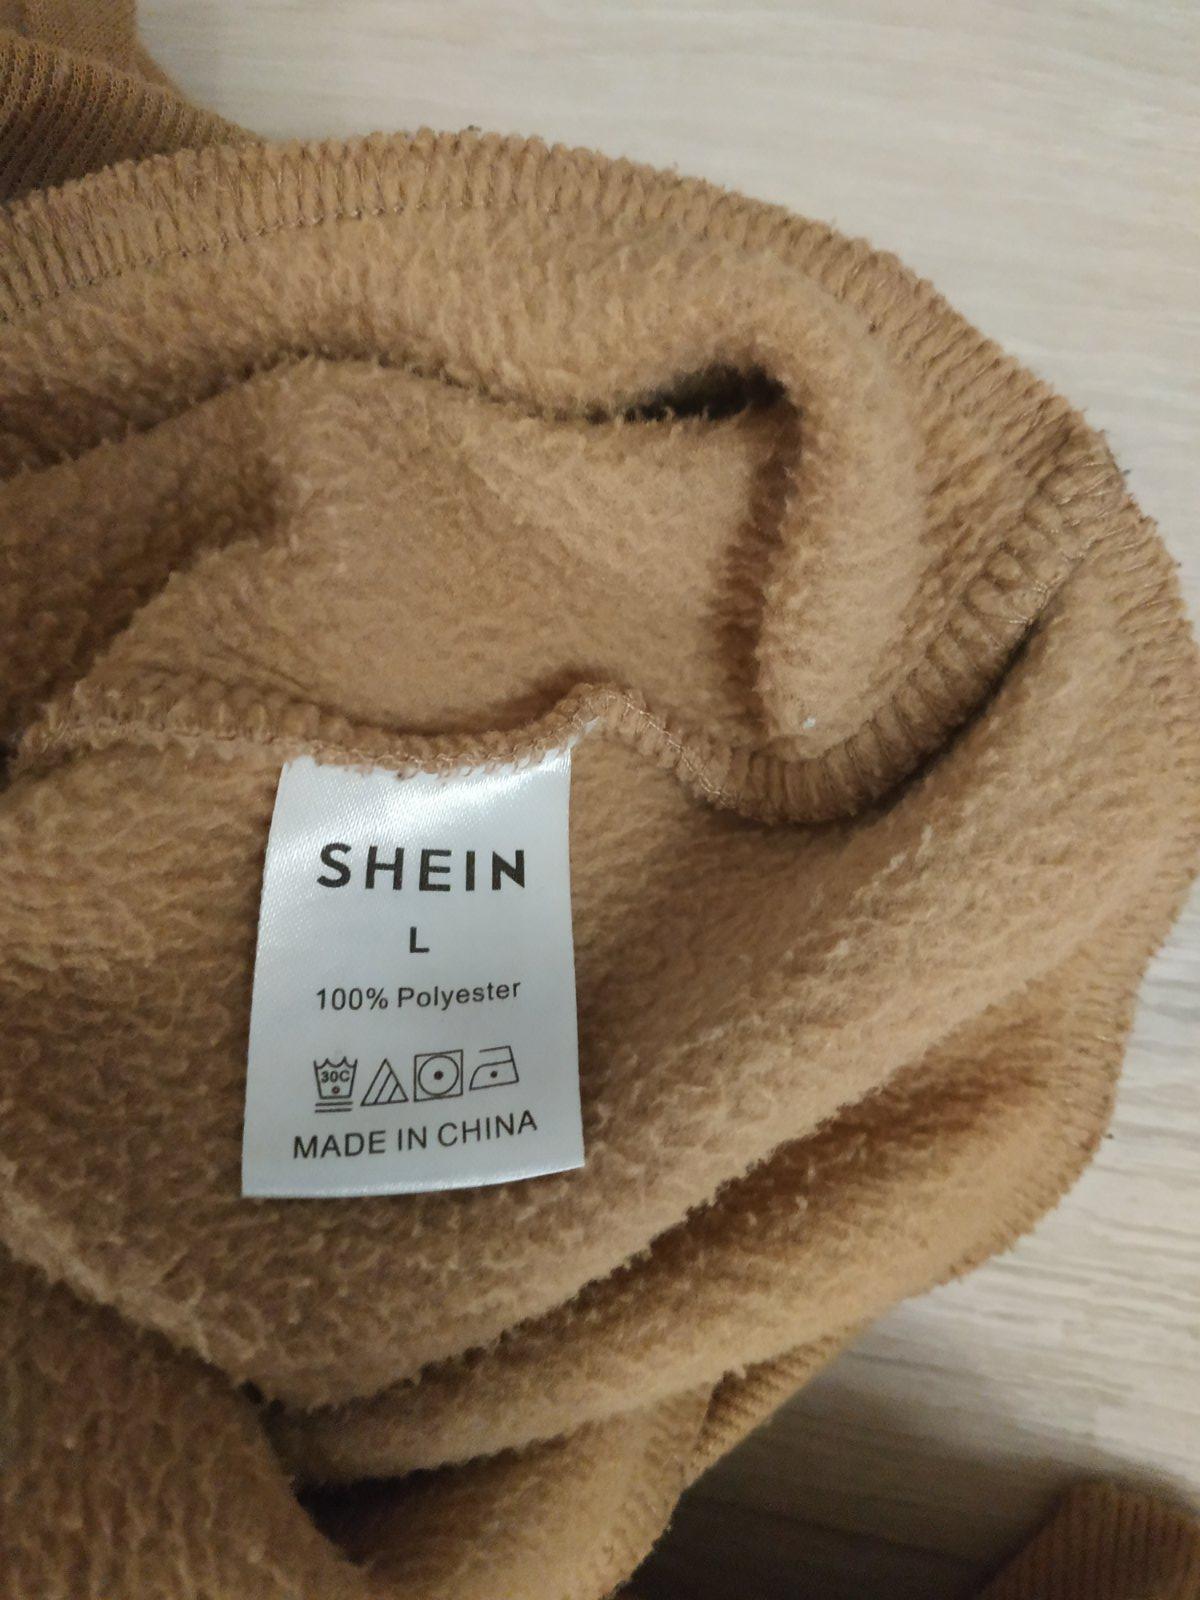 SHEIN
L
100% Polyester
30C
MADE IN CHINA